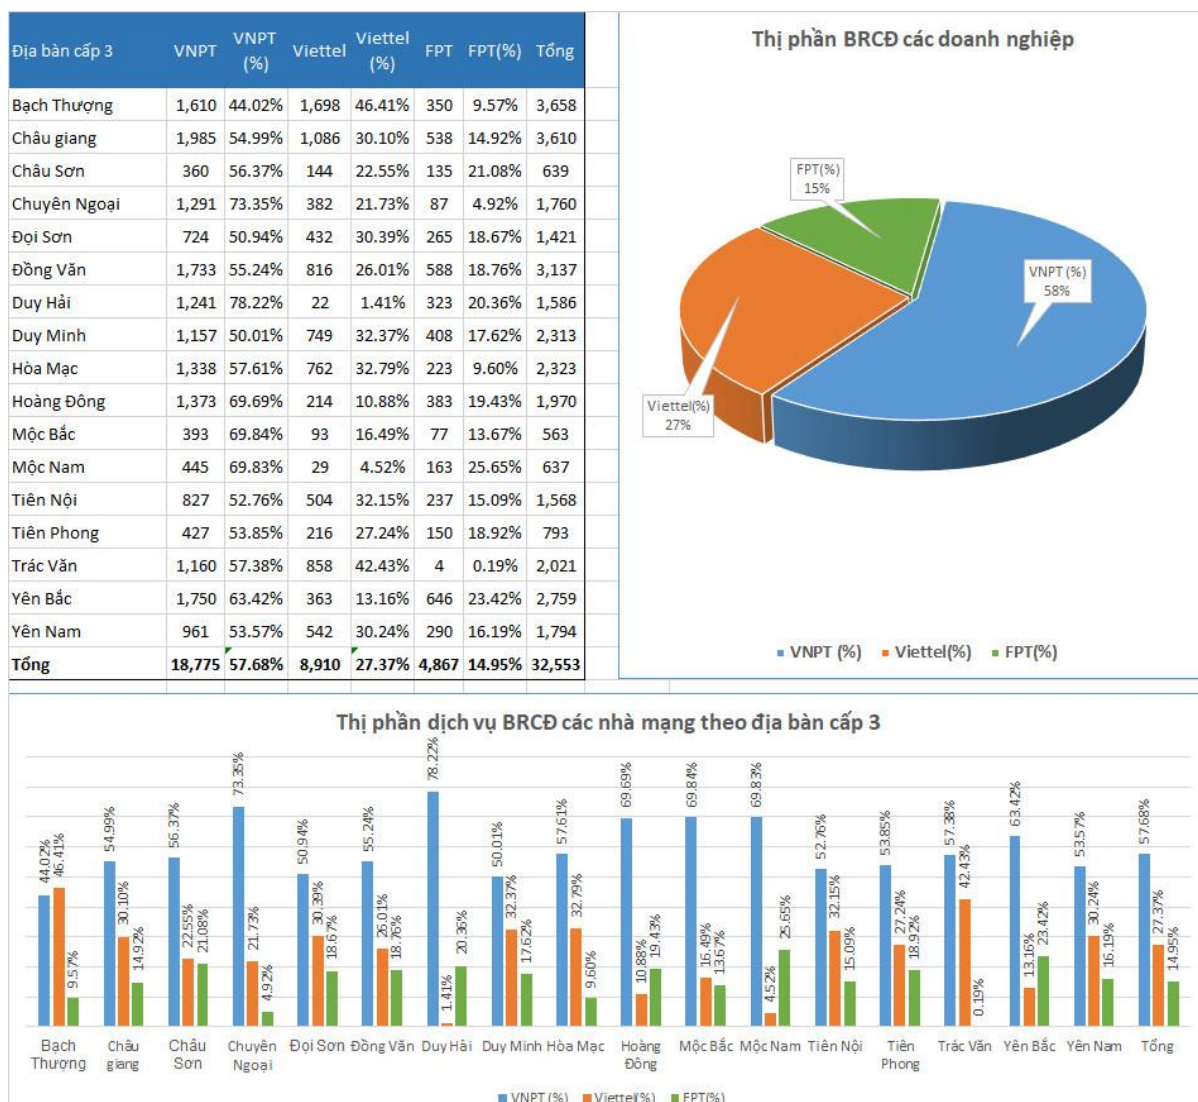 Địa bàn cấp 3 VNPT VNPT (%) Viettel Viettel (%) FPT FPT(%) Tổng
Bạch Thượng 1,610 44.02% 1,698 46.41% 350 9.57% 3,658
Châu giang 1,985 54.99% 1,086 30.10% 538 14.92% 3,610
Châu Sơn 360 56.37% 144 22.55% 135 21.08% 639
Chuyên Ngoại 1,291 73.35% 382 21.73% 87 4.92% 1,760
Đọi Sơn 724 50.94% 432 30.39% 265 18.67% 1,421
Đồng Văn 1,733 55.24% 816 26.01% 588 18.76% 3,137
Duy Hải 1,241 78.22% 22 1.41% 323 20.36% 1,586
Duy Minh 1,157 50.01% 749 32.37% 408 17.62% 2,313
Hòa Mạc 1,338 57.61% 762 32.79% 223 9.60% 2,323
Hoàng Đông 1,373 69.69% 214 10.88% 383 19.43% 1,970
Mộc Bắc 393 69.84% 93 16.49% 77 13.67% 563
Mộc Nam 445 69.83% 29 4.52% 163 25.65% 637
Tiên Nội 827 52.76% 504 32.15% 237 15.09% 1,568
Tiên Phong 427 53.85% 216 27.24% 150 18.92% 793
Trác Văn 1,160 57.38% 858 42.43% 4 0.19% 2,021
Yên Bắc 1,750 63.42% 363 13.16% 646 23.42% 2,759
Yên Nam 961 53.57% 542 30.24% 290 16.19% 1,794
Tổng 18,775 57.68% 8,910 27.37% 4,867 14.95% 32,553
Thị phần BRCĐ các doanh nghiệp
FPT(%)
15%
VNPT (%)
58%
Viettel(%)
27%
VNPT (%) Viettel(%) FPT(%)
Thị phần dịch vụ BRCĐ các nhà mạng theo địa bàn cấp 3
44.02% 46.41% 9.57%
54.99% 30.10% 14.92%
56.37% 22.55% 21.08%
73.35% 21.73% 4.92%
50.94% 30.39% 18.67%
55.24% 26.01% 18.76%
78.22% 1.41% 20.36%
50.01% 32.37% 17.62%
57.61% 32.79% 9.60%
69.69% 10.88% 19.43%
69.84% 16.49% 13.67%
69.83% 4.52% 25.65%
52.76% 32.15% 15.09%
53.85% 27.24% 18.92%
57.38% 42.43% 0.19%
63.42% 13.16% 23.42%
53.57% 30.24% 16.19%
57.68% 27.37% 14.95%
Bạch Thượng Châu giang Châu Sơn Chuyên Ngoại Đọi Sơn Đồng Văn Duy Hải Duy Minh Hòa Mạc Hoàng Đông Mộc Bắc Mộc Nam Tiên Nội Tiên Phong Trác Văn Yên Bắc Yên Nam Tổng
VNPT (%) Viettel(%) FPT(%)